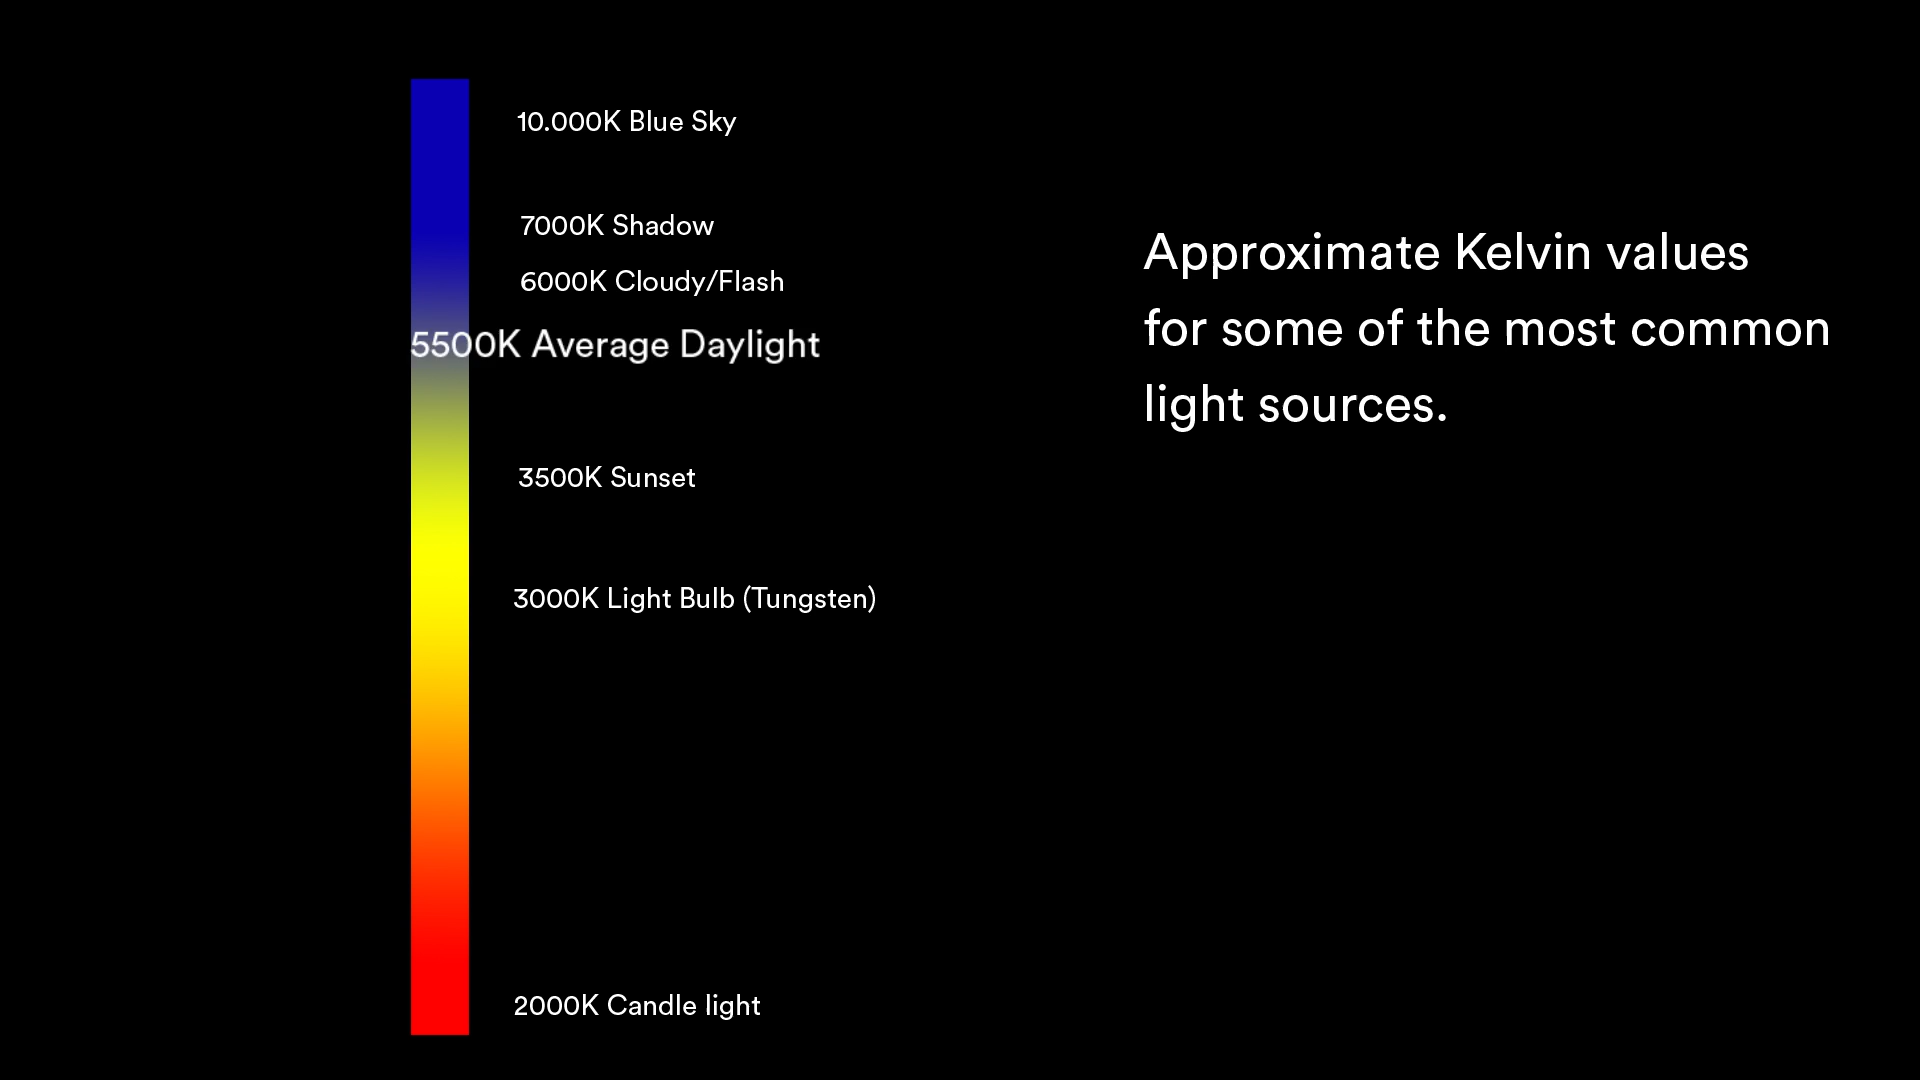 10.000K Blue Sky
7000K Shadow
6000K Cloudy/Flash
5500K Average Daylight
3500K Sunset
3000K Light Bulb (Tungsten)
2000K Candle light
Approximate Kelvin values
for some of the most common
light sources.